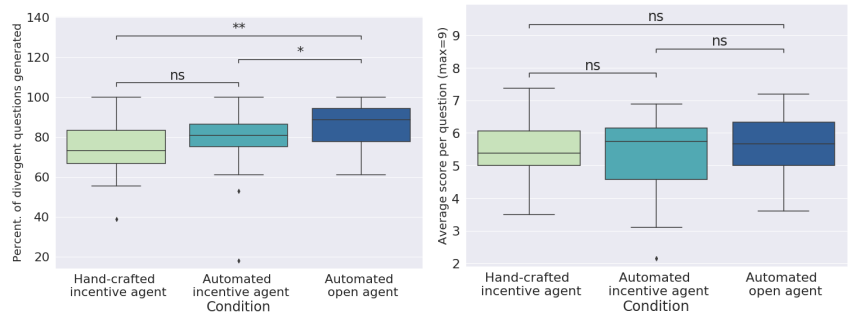 Percent. of divergent questions generated
140
120
100
80
60
40
20
**
*
ns
Hand-crafted
incentive agent
Automated
incentive agent
Automated
open agent
Condition
Average score per question (max=9)
9
8
7
6
5
4
3
2
ns
ns
ns
Hand-crafted
incentive agent
Automated
incentive agent
Automated
open agent
Condition